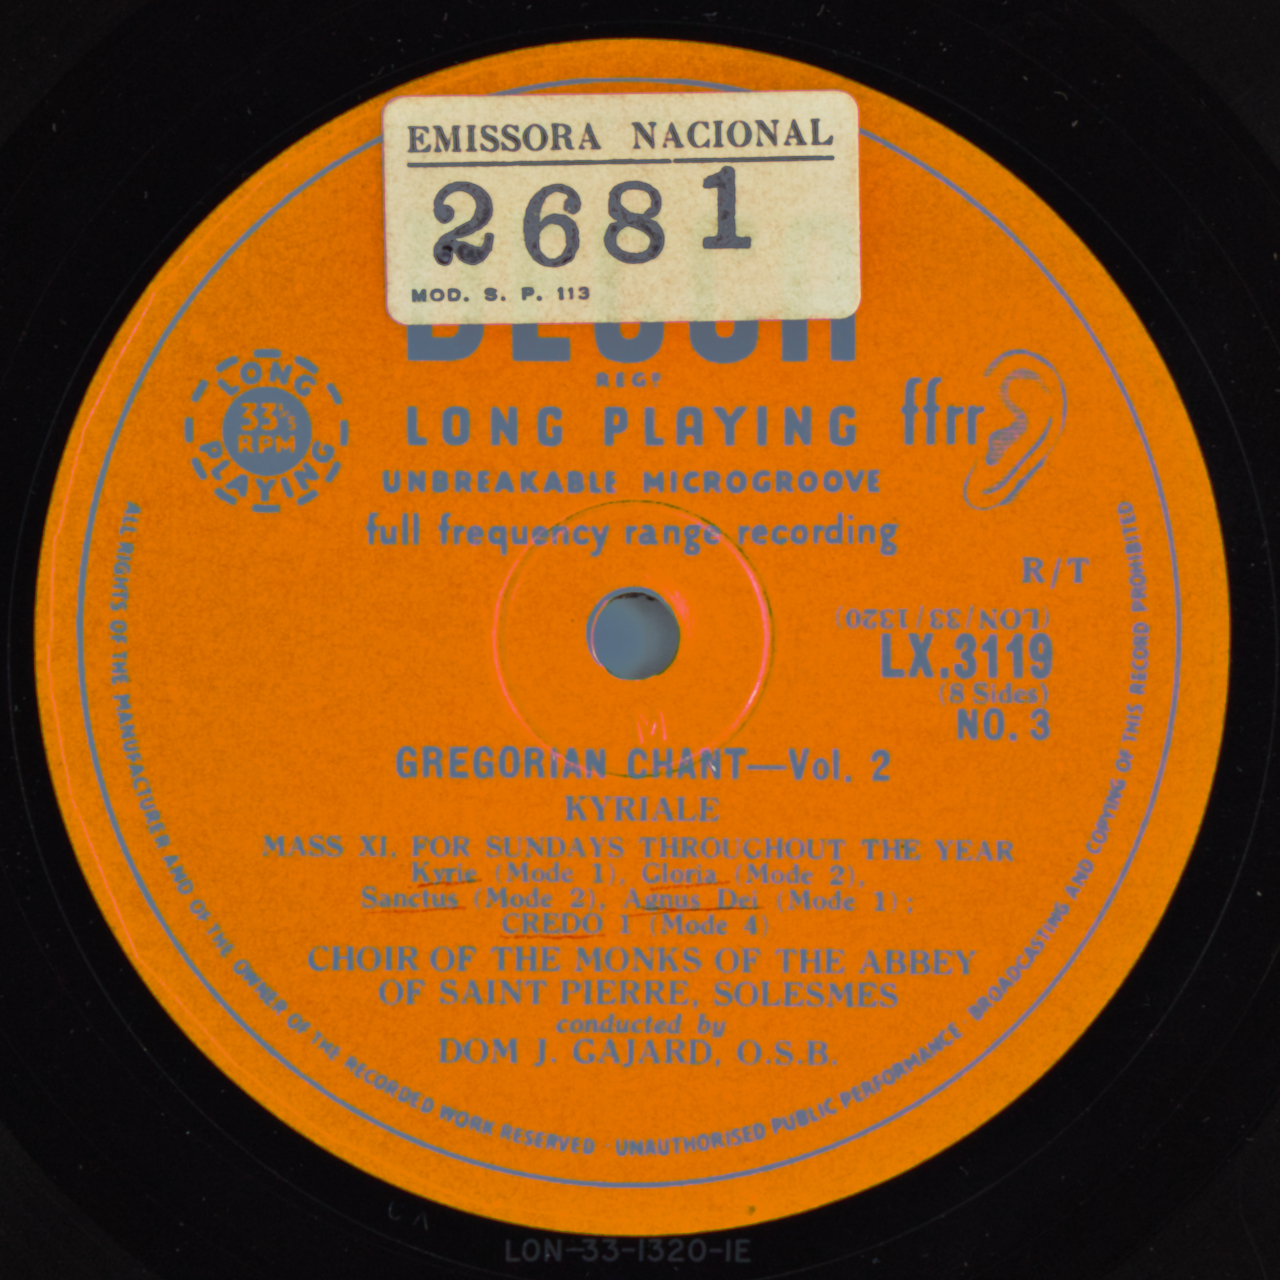 EMISSORA NACIONAL
2681
MOD. S. P. 113
DECCA
REGD
LONG PLAYING
33⅓
RPM
LONG PLAYING
ffrr
UNBREAKABLE MICROGROOVE
full frequency range recording
R/T
(LON/33/1320)
LX.3119
(8 Sides)
NO. 3
M
GREGORIAN CHANT—Vol. 2
KYRIALE
MASS XI. FOR SUNDAYS THROUGHOUT THE YEAR
Kyrie (Mode 1), Gloria (Mode 2),
Sanctus (Mode 2), Agnus Dei (Mode 1);
CREDO I (Mode 4)
CHOIR OF THE MONKS OF THE ABBEY
OF SAINT PIERRE, SOLESMES
conducted by
DOM J. GAJARD, O.S.B.
ALL RIGHTS OF THE MANUFACTURER AND OF THE OWNER OF THE RECORDED WORK RESERVED · UNAUTHORISED PUBLIC PERFORMANCE BROADCASTING AND COPYING OF THIS RECORD PROHIBITED
LON-33-1320-1E